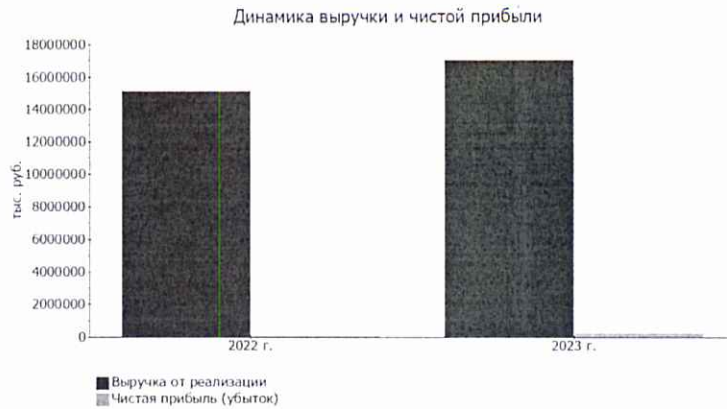 Динамика выручки и чистой прибыли
18000000
16000000
14000000
12000000
10000000
8000000
6000000
4000000
2000000
0
тыс. руб.
2022 г.
2023 г.
Выручка от реализации
Чистая прибыль (убыток)